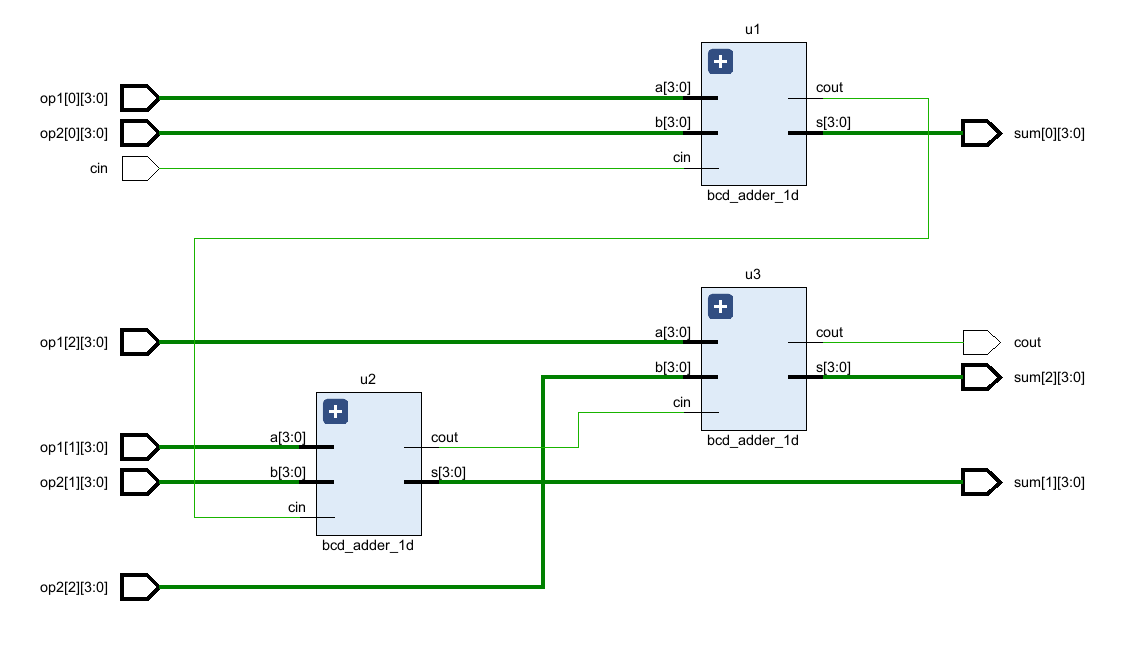 u1
op1[0][3:0]
a[3:0]
cout
op2[0][3:0]
b[3:0]
s[3:0]
sum[0][3:0]
cin
cin
bcd_adder_1d
u3
op1[2][3:0]
a[3:0]
cout
cout
b[3:0]
s[3:0]
sum[2][3:0]
cin
bcd_adder_1d
u2
op1[1][3:0]
a[3:0]
cout
op2[1][3:0]
b[3:0]
s[3:0]
sum[1][3:0]
cin
bcd_adder_1d
op2[2][3:0]